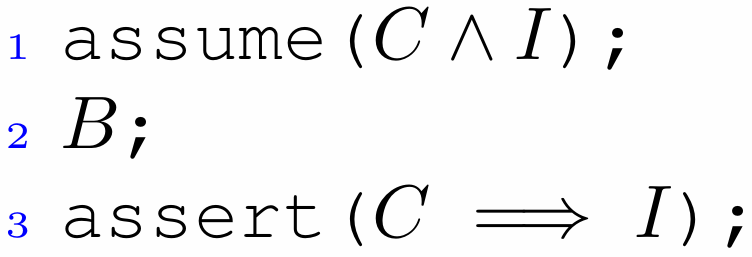 1 assume(C ∧ I);
2 B;
3 assert(C ⟹ I);